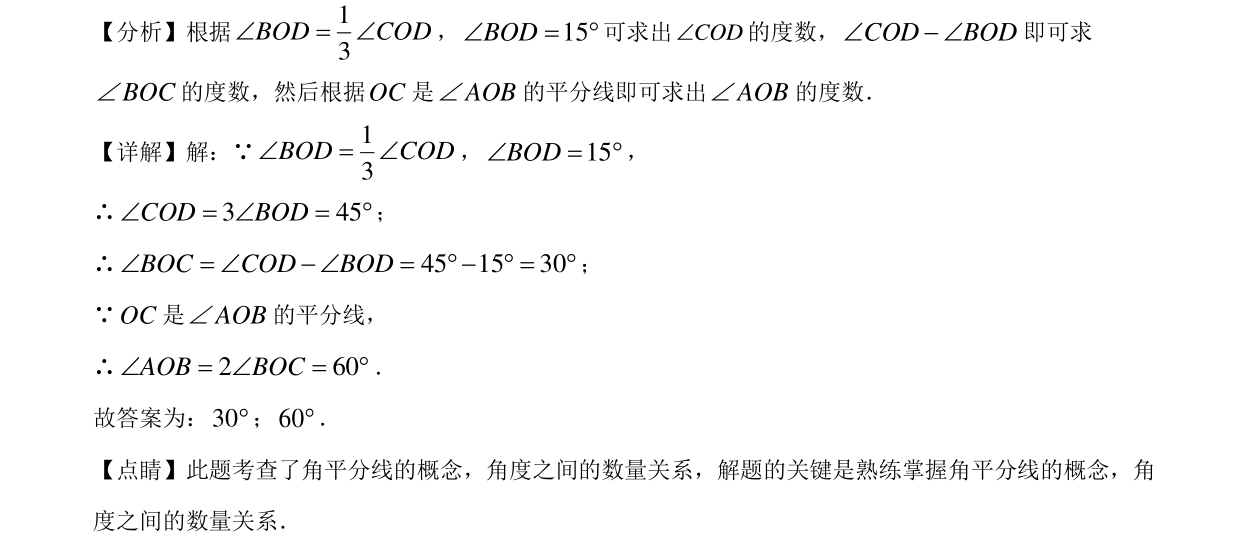 【分析】根据∠BOD=1/3∠COD，∠BOD=15°可求出∠COD的度数，∠COD−∠BOD即可求
∠BOC的度数，然后根据OC是∠AOB的平分线即可求出∠AOB的度数．
【详解】解：∵∠BOD=1/3∠COD，∠BOD=15°，
∴∠COD=3∠BOD=45°；
∴∠BOC=∠COD−∠BOD=45°−15°=30°；
∵OC是∠AOB的平分线，
∴∠AOB=2∠BOC=60°．
故答案为：30°；60°．
【点睛】此题考查了角平分线的概念，角度之间的数量关系，解题的关键是熟练掌握角平分线的概念，角
度之间的数量关系．